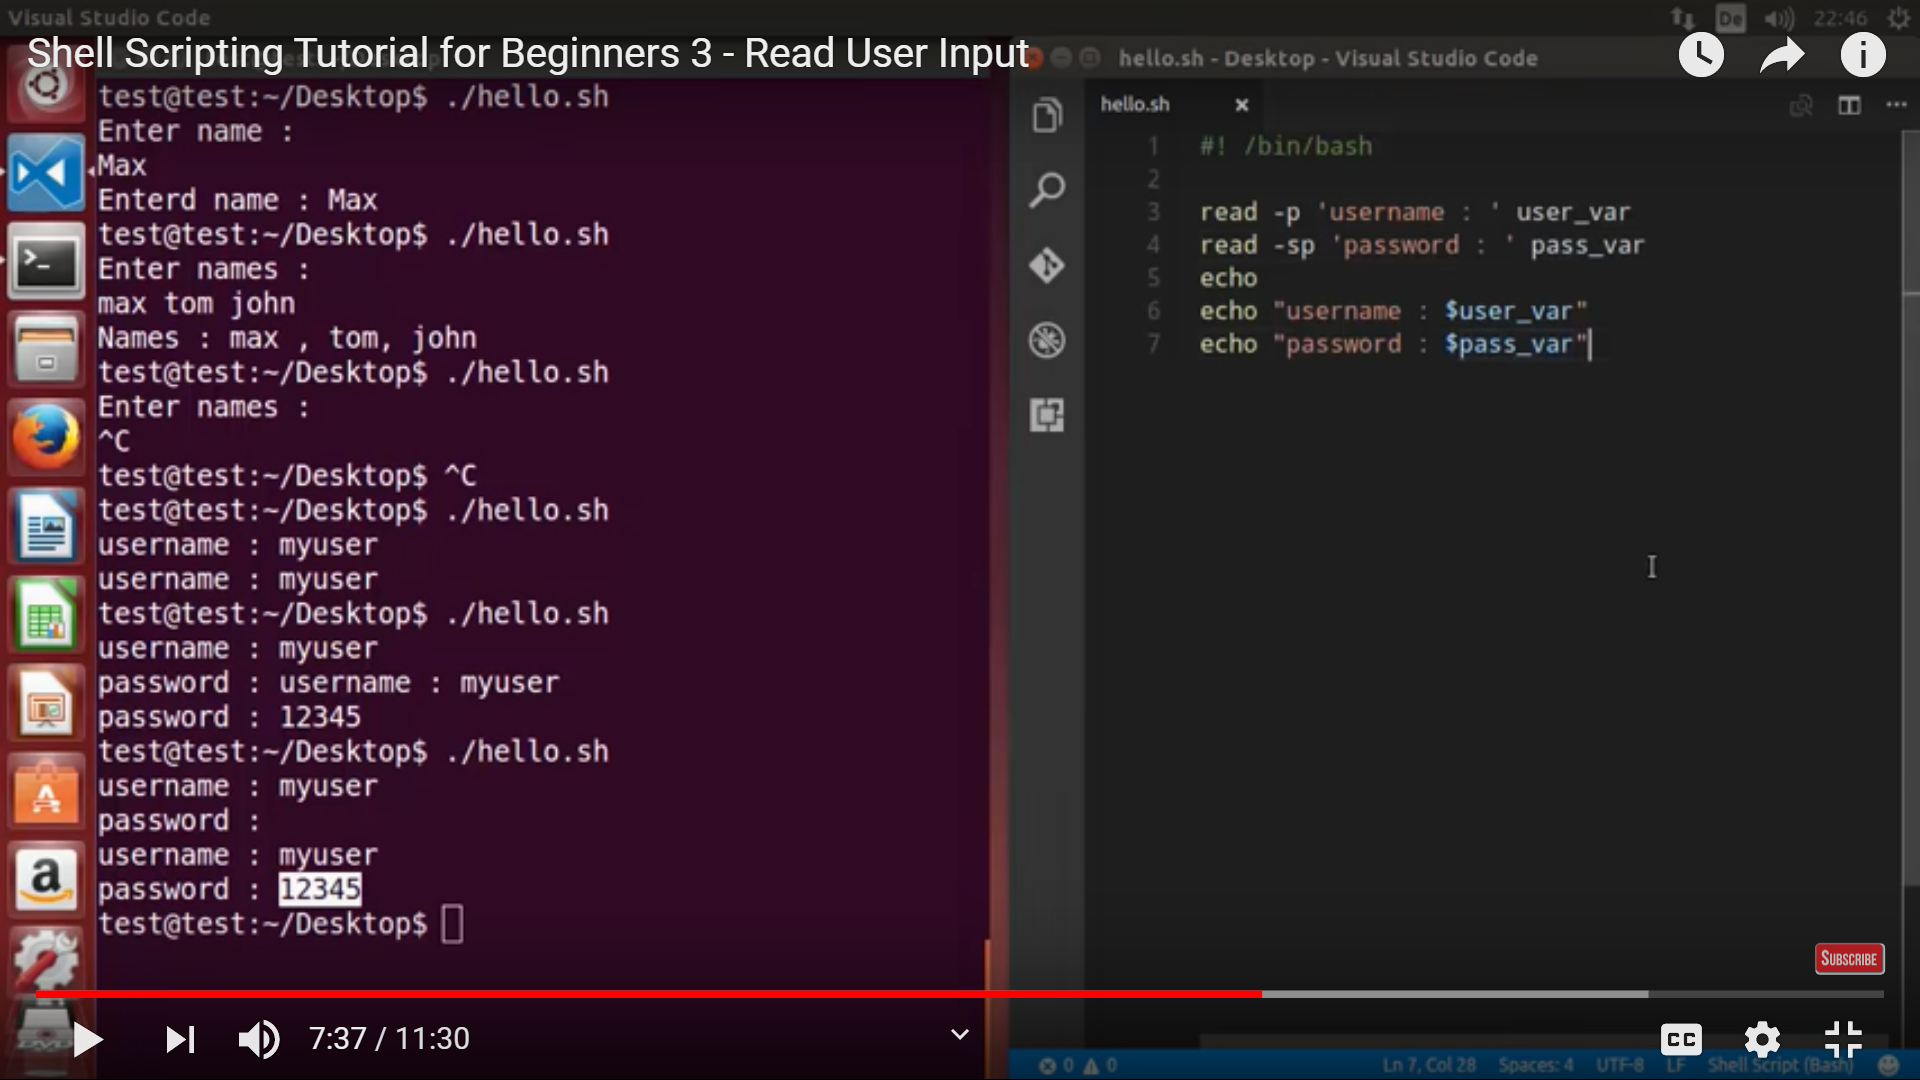 Visual Studio Code
De 22:46
Shell Scripting Tutorial for Beginners 3 - Read User Input
hello.sh - Desktop - Visual Studio Code
test@test:~/Desktop$ ./hello.sh
Enter name :
Max
Enterd name : Max
test@test:~/Desktop$ ./hello.sh
Enter names :
max tom john
Names : max , tom, john
test@test:~/Desktop$ ./hello.sh
Enter names :
^C
test@test:~/Desktop$ ^C
test@test:~/Desktop$ ./hello.sh
username : myuser
username : myuser
test@test:~/Desktop$ ./hello.sh
username : myuser
password : username : myuser
password : 12345
test@test:~/Desktop$ ./hello.sh
username : myuser
password :
username : myuser
password : 12345
test@test:~/Desktop$
hello.sh
1 #! /bin/bash
2
3 read -p 'username : ' user_var
4 read -sp 'password : ' pass_var
5 echo
6 echo "username : $user_var"
7 echo "password : $pass_var"
SUBSCRIBE
7:37 / 11:30
CC
0 0 Ln 7, Col 28 Spaces: 4 UTF-8 LF Shell Script (Bash)